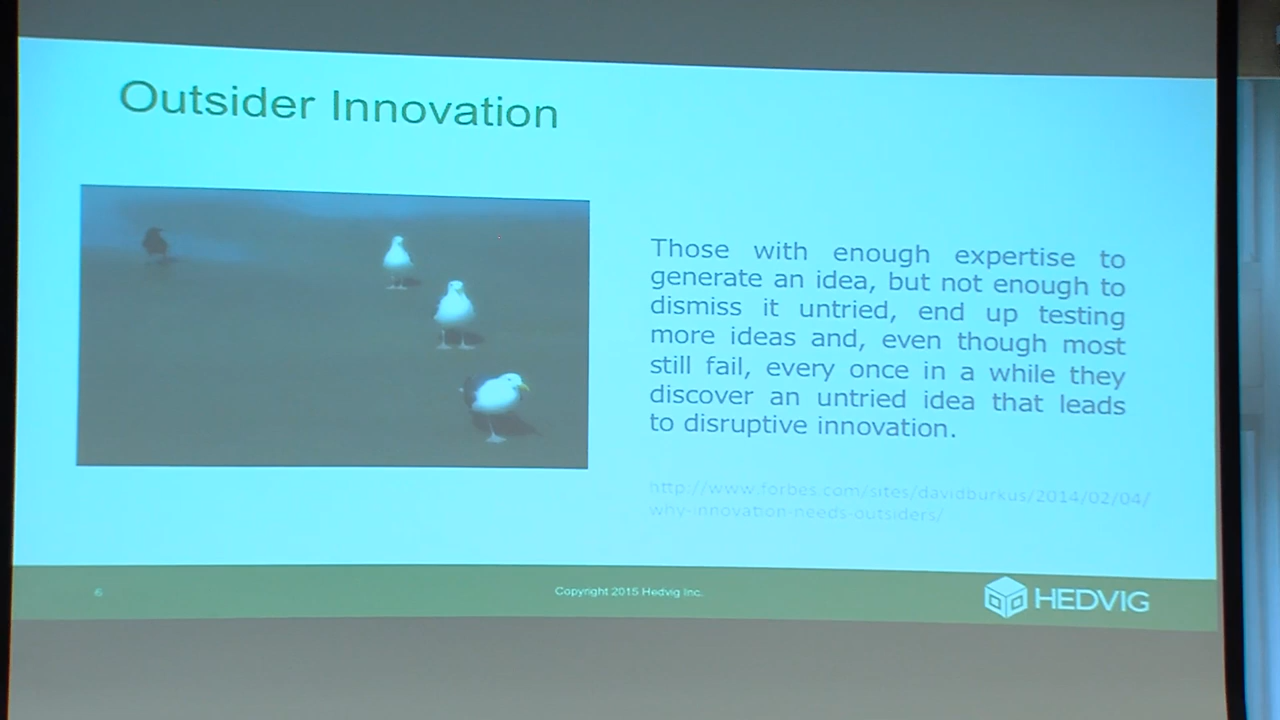 Outsider Innovation
Those with enough expertise to
generate an idea, but not enough to
dismiss it untried, end up testing
more ideas and, even though most
still fail, every once in a while they
discover an untried idea that leads
to disruptive innovation.
http://www.forbes.com/sites/davidburkus/2014/02/04/
why-innovation-needs-outsiders/
6
Copyright 2015 Hedvig Inc.
HEDVIG